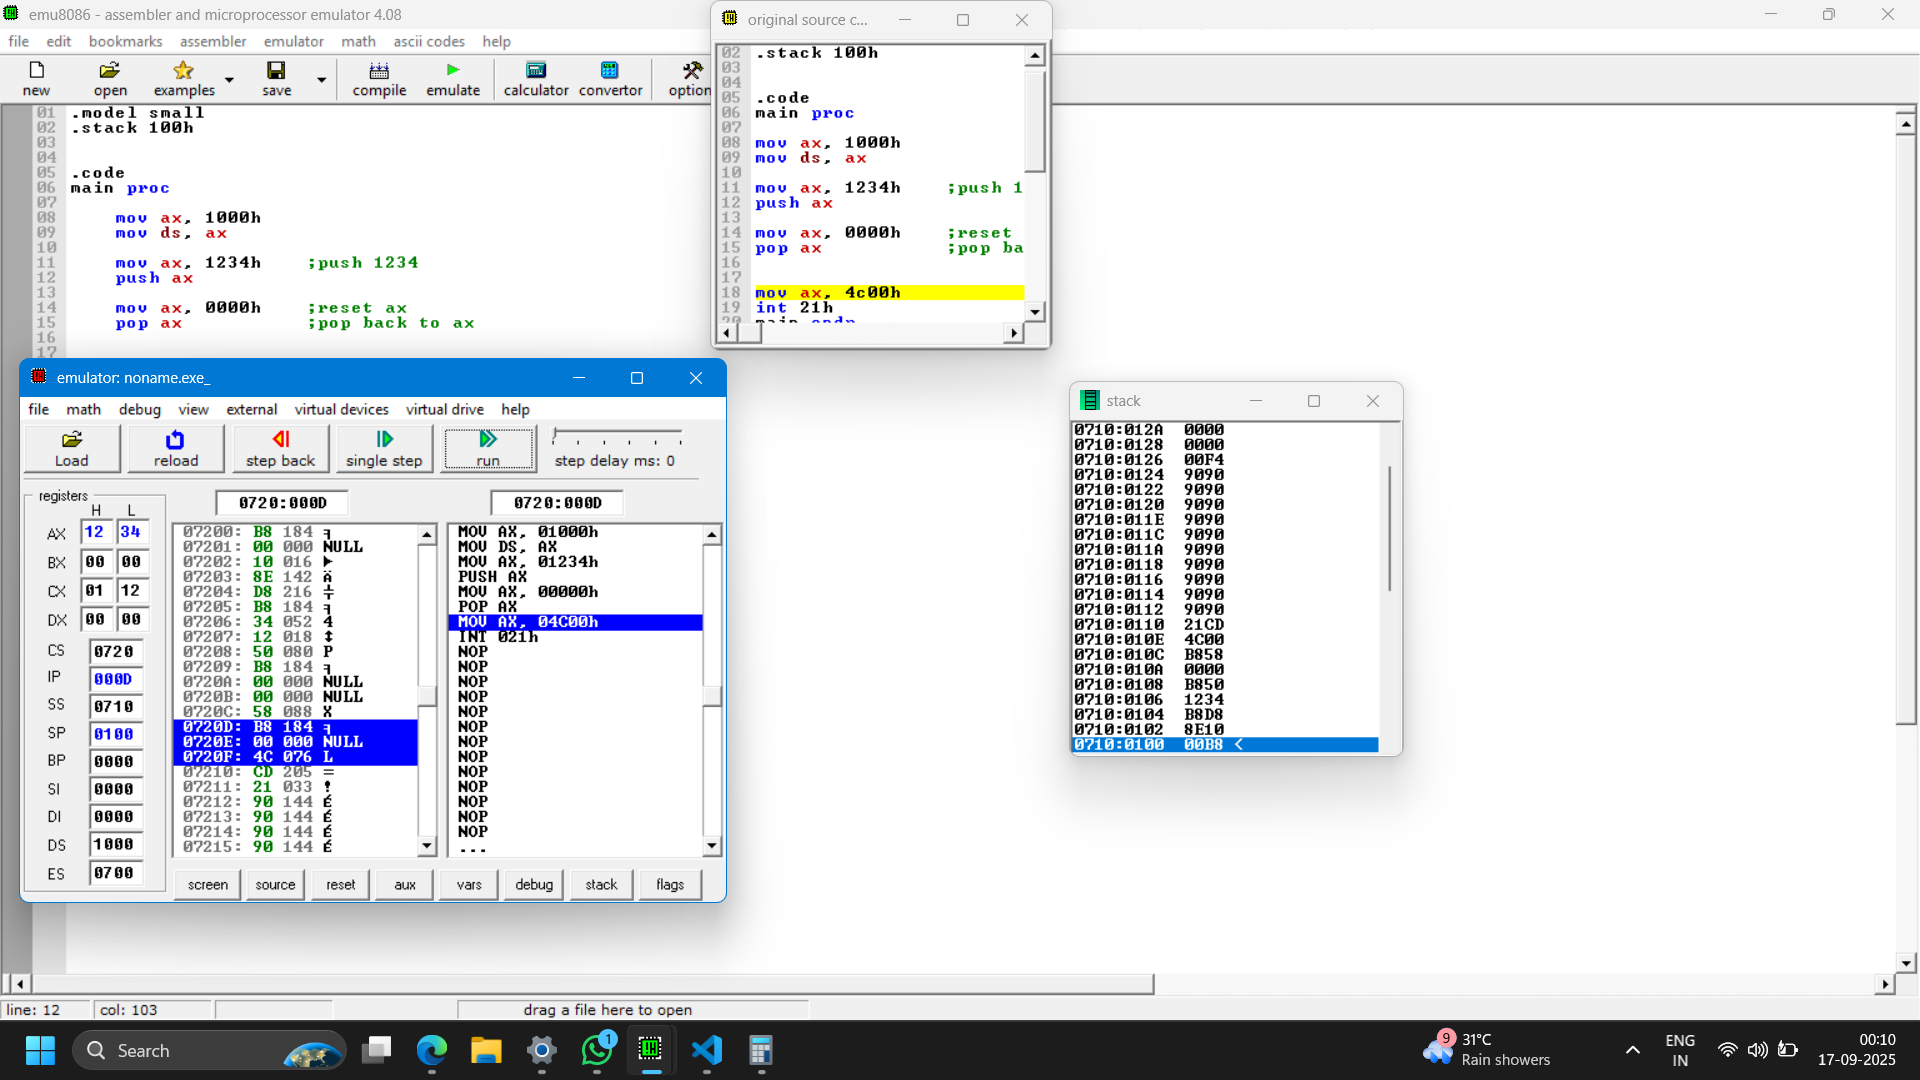 emu8086 - assembler and microprocessor emulator 4.08
file edit bookmarks assembler emulator math ascii codes help
new open examples save compile emulate calculator convertor option
01 .model small
02 .stack 100h
03
04
05 .code
06 main proc
07
08 mov ax, 1000h
09 mov ds, ax
10
11 mov ax, 1234h ;push 1234
12 push ax
13
14 mov ax, 0000h ;reset ax
15 pop ax ;pop back to ax
16
17
original source c...
02 .stack 100h
03
04
05 .code
06 main proc
07
08 mov ax, 1000h
09 mov ds, ax
10
11 mov ax, 1234h ;push 1
12 push ax
13
14 mov ax, 0000h ;reset
15 pop ax ;pop ba
16
17
18 mov ax, 4c00h
19 int 21h
20 main endp
emulator: noname.exe_
file math debug view external virtual devices virtual drive help
Load reload step back single step run step delay ms: 0
registers
H L
AX 12 34
BX 00 00
CX 01 12
DX 00 00
CS 0720
IP 000D
SS 0710
SP 0100
BP 0000
SI 0000
DI 0000
DS 1000
ES 0700
0720:000D
07200: B8 184 ╕
07201: 00 000 NULL
07202: 10 016 ►
07203: 8E 142 Ä
07204: D8 216 ╪
07205: B8 184 ╕
07206: 34 052 4
07207: 12 018 ↕
07208: 50 080 P
07209: B8 184 ╕
0720A: 00 000 NULL
0720B: 00 000 NULL
0720C: 58 088 X
0720D: B8 184 ╕
0720E: 00 000 NULL
0720F: 4C 076 L
07210: CD 205 =
07211: 21 033 !
07212: 90 144 É
07213: 90 144 É
07214: 90 144 É
07215: 90 144 É
0720:000D
MOV AX, 01000h
MOV DS, AX
MOV AX, 01234h
PUSH AX
MOV AX, 00000h
POP AX
MOV AX, 04C00h
INT 021h
NOP
NOP
NOP
NOP
NOP
NOP
NOP
NOP
NOP
NOP
NOP
NOP
NOP
...
screen source reset aux vars debug stack flags
stack
0710:012A 0000
0710:0128 0000
0710:0126 00F4
0710:0124 9090
0710:0122 9090
0710:0120 9090
0710:011E 9090
0710:011C 9090
0710:011A 9090
0710:0118 9090
0710:0116 9090
0710:0114 9090
0710:0112 9090
0710:0110 21CD
0710:010E 4C00
0710:010C B858
0710:010A 0000
0710:0108 B850
0710:0106 1234
0710:0104 B8D8
0710:0102 8E10
0710:0100 00B8 <
line: 12 col: 103 drag a file here to open
Search
1
9
31°C
Rain showers
ENG
IN
00:10
17-09-2025